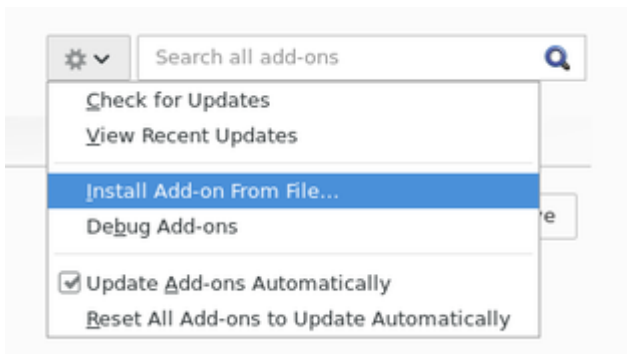 Search all add-ons
Check for Updates
View Recent Updates
Install Add-on From File...
Debug Add-ons
Update Add-ons Automatically
Reset All Add-ons to Update Automatically